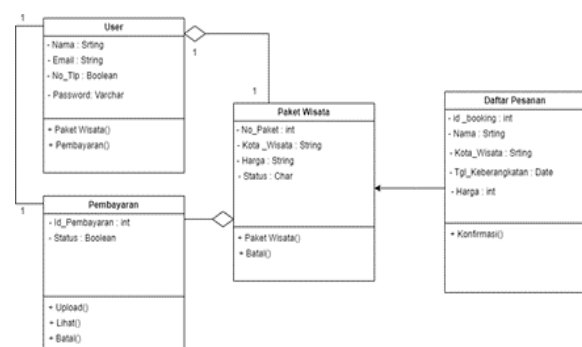 1
User
- Nama : Srting
- Email : String
- No_Tlp : Boolean
- Password: Varchar
+ Paket Wisata()
+ Pembayaran()
1
1
Paket Wisata
- No_Paket : int
- Kota _Wisata : String
- Harga : String
- Status : Char
+ Paket Wisata()
+ Batal()
Daftar Pesanan
- id _booking : int
- Nama : Srting
- Kota_Wisata : Srting
- Tgl_Keberangkatan : Date
- Harga : int
+ Konfirmasi()
1
Pembayaran
- Id_Pembayaran : int
- Status : Boolean
+ Upload()
+ Lihat()
+ Batal()